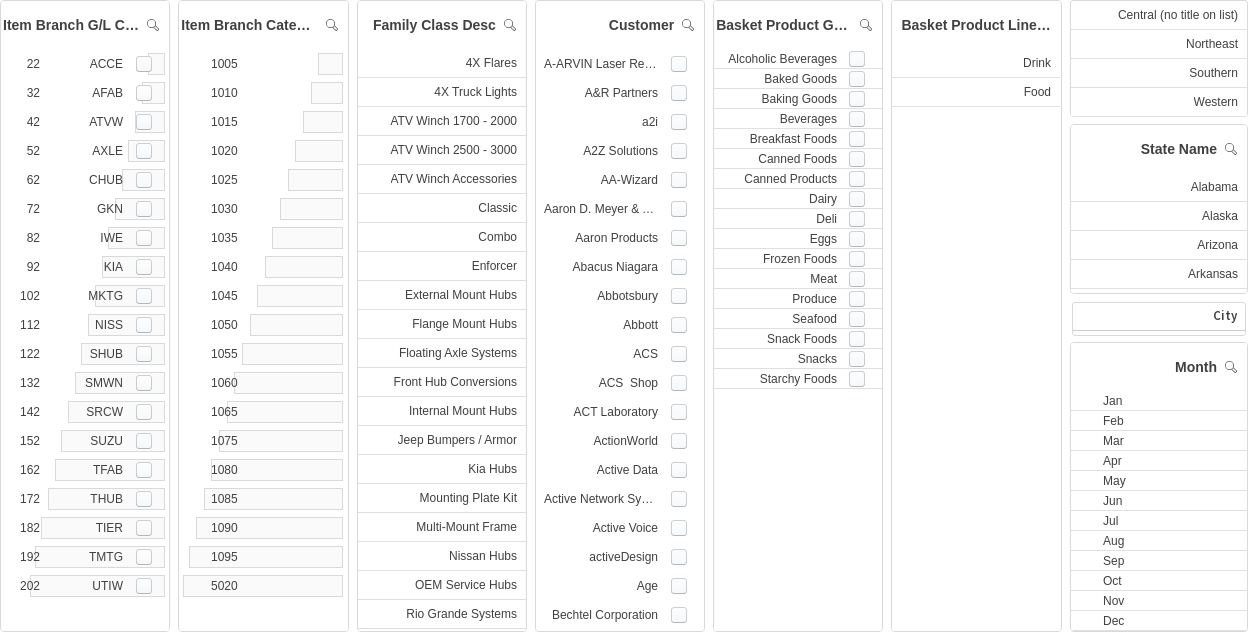 Item Branch G/L C...
22 ACCE
32 AFAB
42 ATVW
52 AXLE
62 CHUB
72 GKN
82 IWE
92 KIA
102 MKTG
112 NISS
122 SHUB
132 SMWN
142 SRCW
152 SUZU
162 TFAB
172 THUB
182 TIER
192 TMTG
202 UTIW
Item Branch Cate...
1005
1010
1015
1020
1025
1030
1035
1040
1045
1050
1055
1060
1065
1075
1080
1085
1090
1095
5020
Family Class Desc
4X Flares
4X Truck Lights
ATV Winch 1700 - 2000
ATV Winch 2500 - 3000
ATV Winch Accessories
Classic
Combo
Enforcer
External Mount Hubs
Flange Mount Hubs
Floating Axle Systems
Front Hub Conversions
Internal Mount Hubs
Jeep Bumpers / Armor
Kia Hubs
Mounting Plate Kit
Multi-Mount Frame
Nissan Hubs
OEM Service Hubs
Rio Grande Systems
Customer
A-ARVIN Laser Re...
A&R Partners
a2i
A2Z Solutions
AA-Wizard
Aaron D. Meyer & ...
Aaron Products
Abacus Niagara
Abbotsbury
Abbott
ACS
ACS Shop
ACT Laboratory
ActionWorld
Active Data
Active Network Sy...
Active Voice
activeDesign
Age
Bechtel Corporation
Basket Product G...
Alcoholic Beverages
Baked Goods
Baking Goods
Beverages
Breakfast Foods
Canned Foods
Canned Products
Dairy
Deli
Eggs
Frozen Foods
Meat
Produce
Seafood
Snack Foods
Snacks
Starchy Foods
Basket Product Line...
Drink
Food
Central (no title on list)
Northeast
Southern
Western
State Name
Alabama
Alaska
Arizona
Arkansas
City
Month
Jan
Feb
Mar
Apr
May
Jun
Jul
Aug
Sep
Oct
Nov
Dec